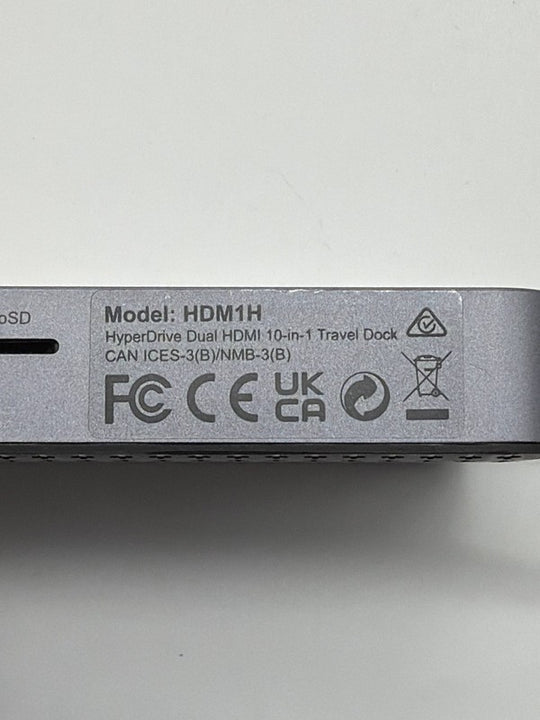 oSD
Model: HDM1H
HyperDrive Dual HDMI 10-in-1 Travel Dock
CAN ICES-3(B)/NMB-3(B)
FC CE UK
CA